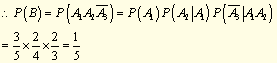 ∴ P(B) = P(A₁A₂A̅₃) = P(A₁)P(A₂|A₁)P(A̅₃|A₁A₂)
= 3/5 × 2/4 × 2/3 = 1/5